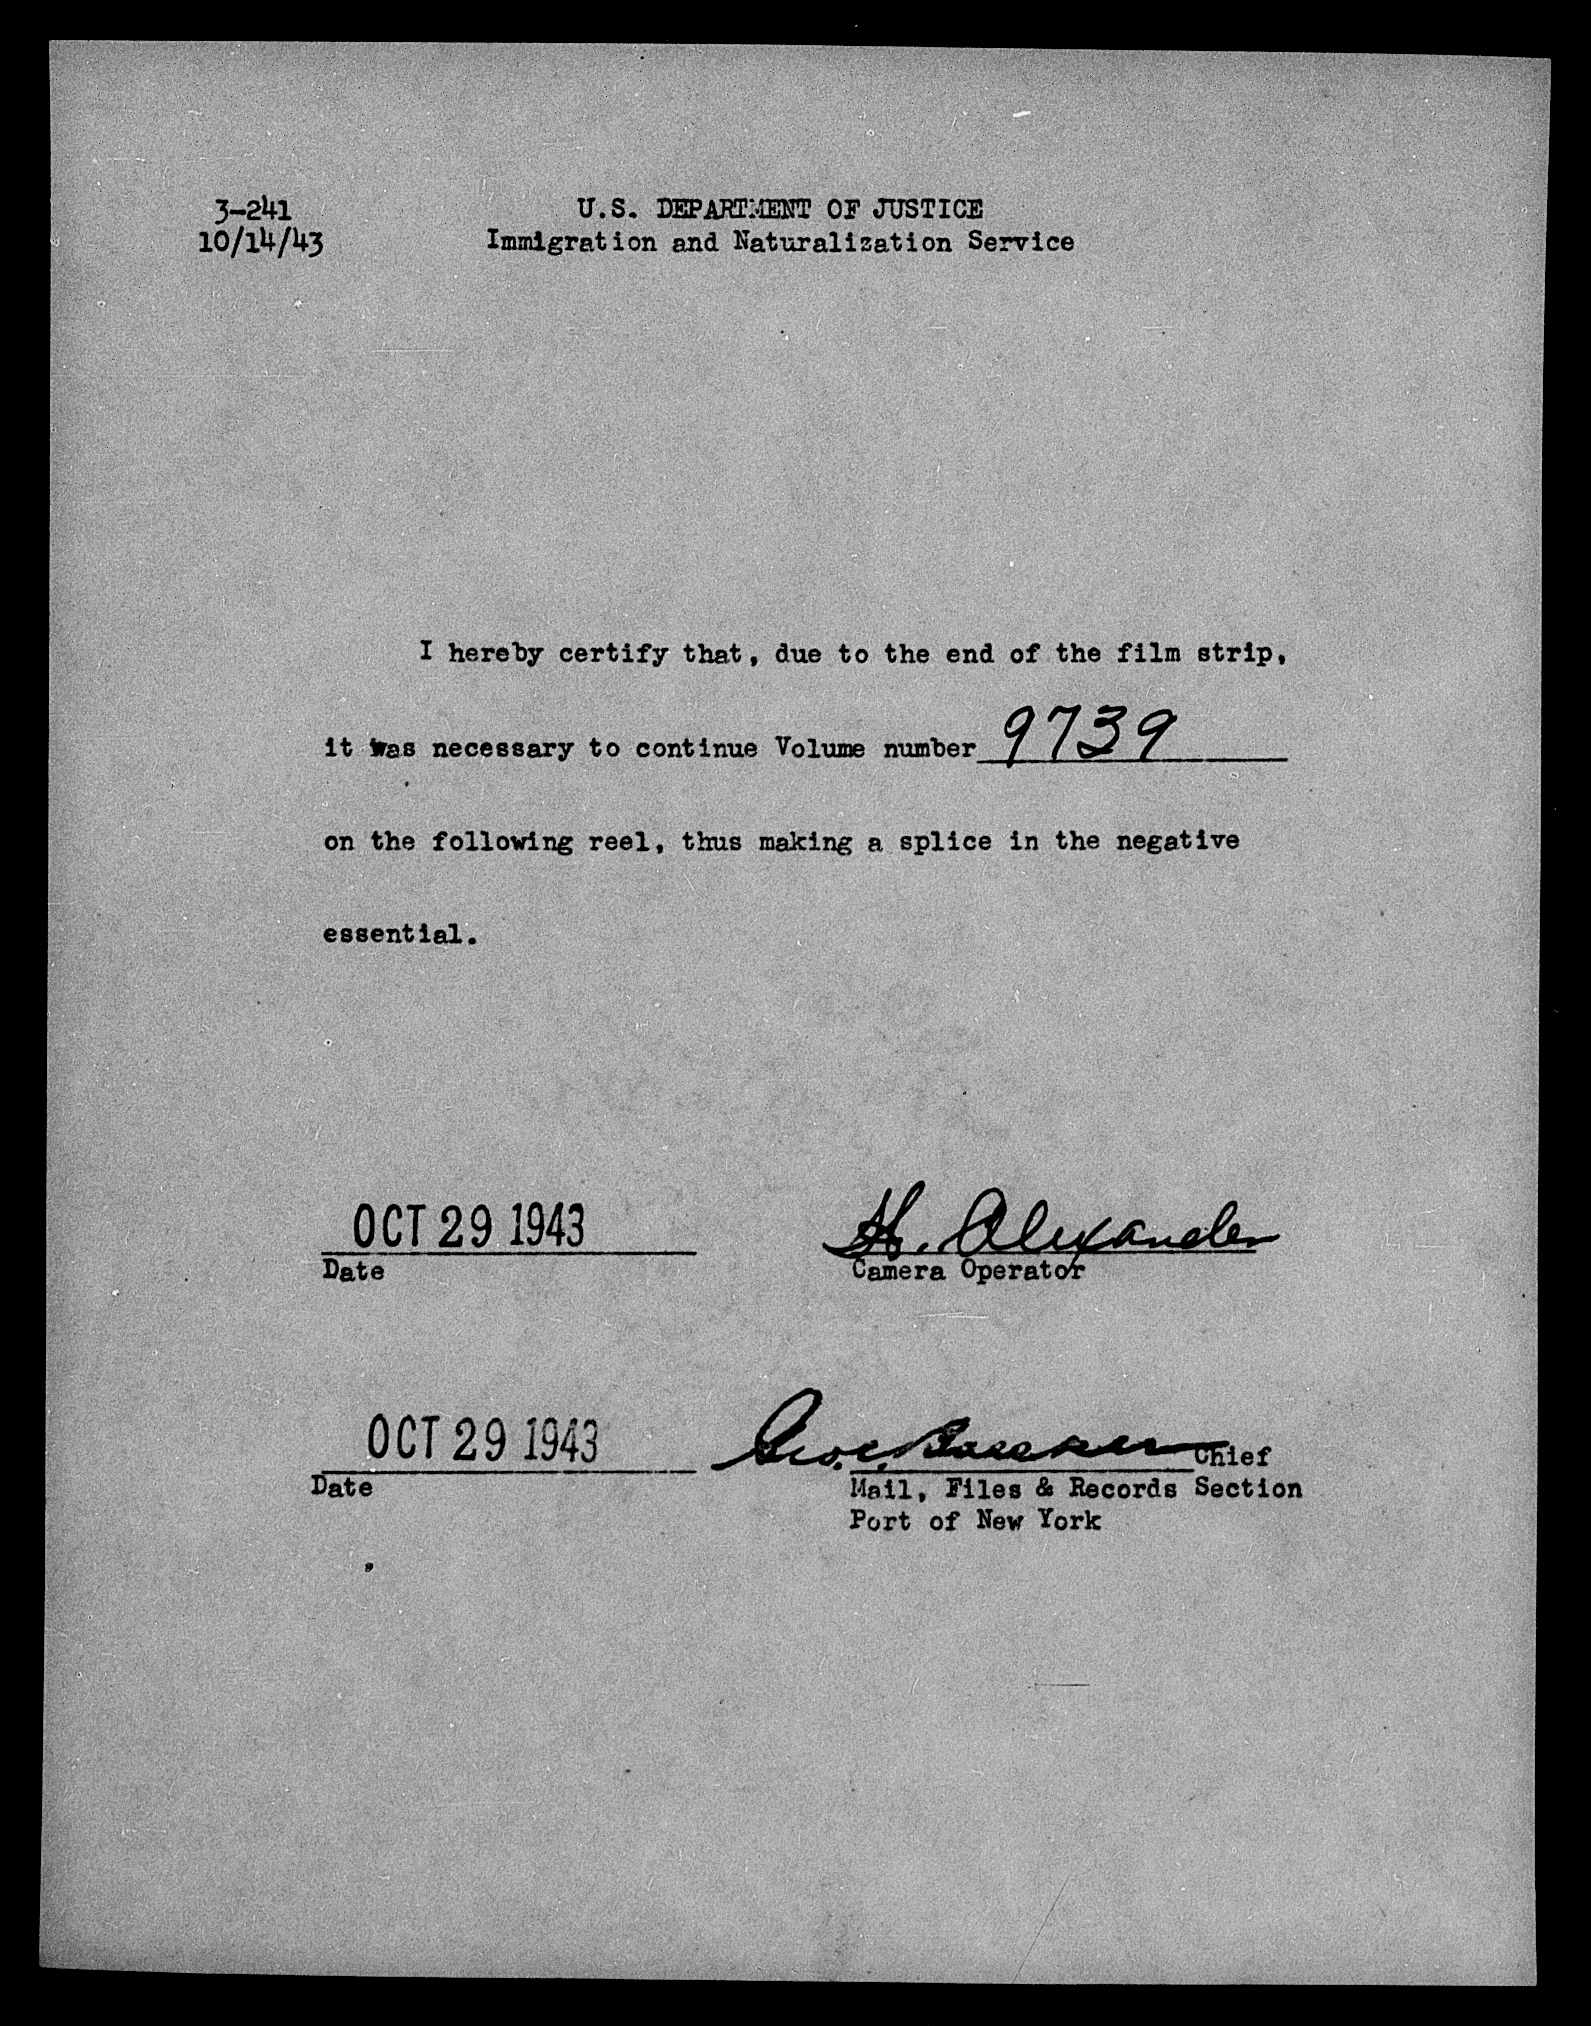 3-241
10/14/43
U.S. DEPARTMENT OF JUSTICE
Immigration and Naturalization Service
I hereby certify that, due to the end of the film strip,
it was necessary to continue Volume number 9739
on the following reel, thus making a splice in the negative
essential.
OCT 29 1943
H. Alexander
Date
Camera Operator
OCT 29 1943
Geo. C. Chief
Date
Mail, Files & Records Section
Port of New York